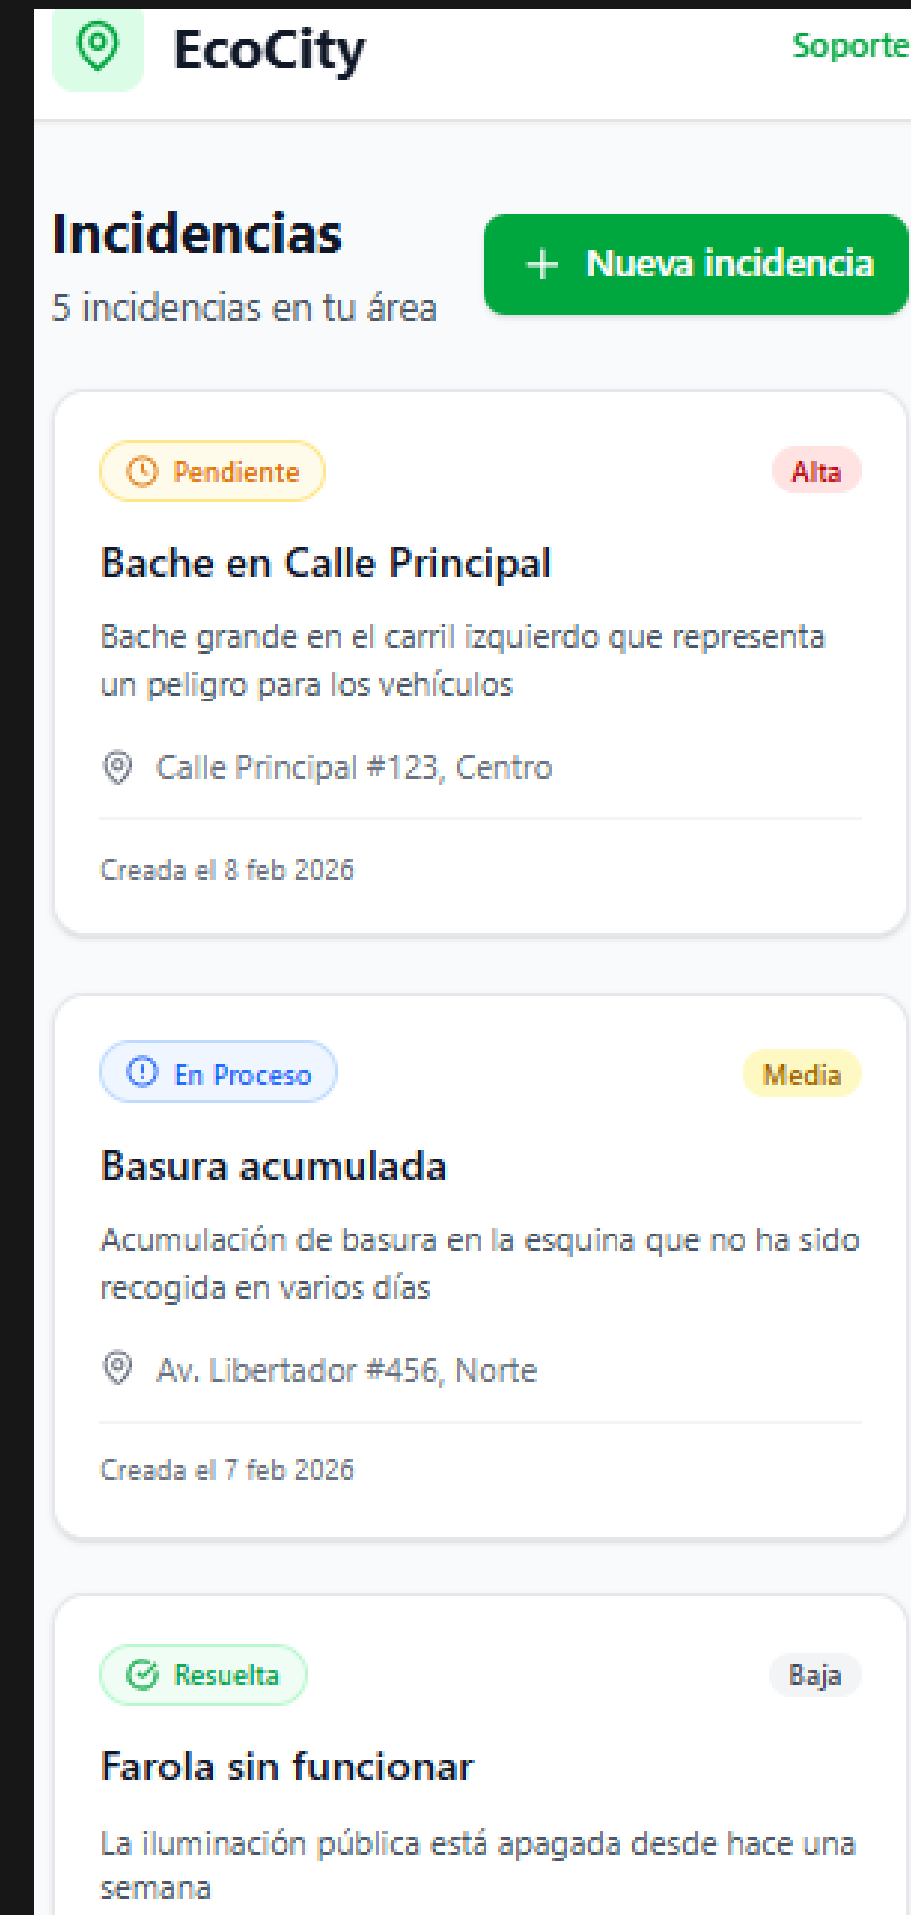 EcoCity
Soporte
Incidencias
5 incidencias en tu área
Nueva incidencia
Pendiente
Alta
Bache en Calle Principal
Bache grande en el carril izquierdo que representa
un peligro para los vehículos
Calle Principal #123, Centro
Creada el 8 feb 2026
En Proceso
Media
Basura acumulada
Acumulación de basura en la esquina que no ha sido
recogida en varios días
Av. Libertador #456, Norte
Creada el 7 feb 2026
Resuelta
Baja
Farola sin funcionar
La iluminación pública está apagada desde hace una
semana